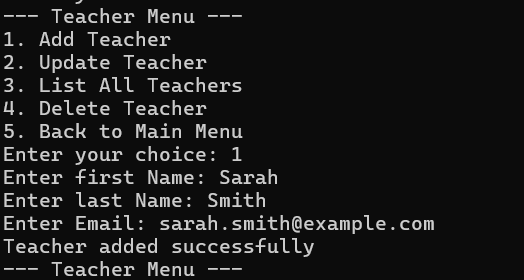 --- Teacher Menu ---
1. Add Teacher
2. Update Teacher
3. List All Teachers
4. Delete Teacher
5. Back to Main Menu
Enter your choice: 1
Enter first Name: Sarah
Enter last Name: Smith
Enter Email: sarah.smith@example.com
Teacher added successfully
--- Teacher Menu ---